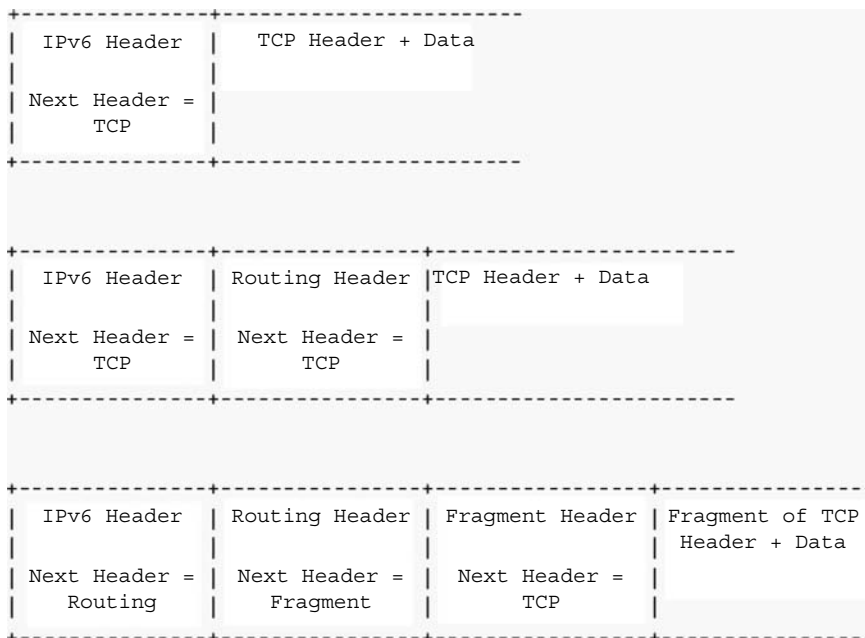 IPv6 Header TCP Header + Data
Next Header =
TCP
IPv6 Header Routing Header TCP Header + Data
Next Header = Next Header =
TCP TCP
IPv6 Header Routing Header Fragment Header Fragment of TCP
Header + Data
Next Header = Next Header = Next Header =
Routing Fragment TCP